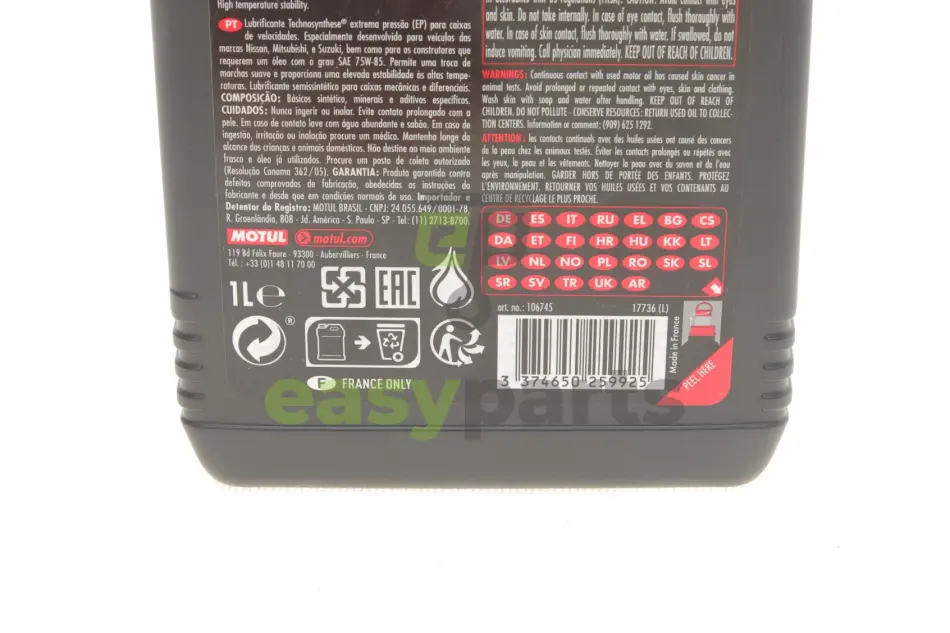 High temperature stability.
PT Lubrificante Technosynthese® extrema pressão (EP) para caixas
de velocidades. Especialmente desenvolvido para veículos das
marcas Nissan, Mitsubishi, e Suzuki, bem como para os construtores que
requerem um óleo com o grau SAE 75W-85. Permite uma troca de
marchas suave e proporciona uma elevada estabilidade às altas tempe-
raturas. Lubrificante semissintético para caixas mecânicas e diferenciais.
COMPOSIÇÃO: Básicos sintético, minerais e aditivos específicos.
CUIDADOS: Nunca ingerir ou inalar. Evite contato prolongado com a
pele. Em caso de contato lave com água abundante e sabão. Em caso de
ingestão, irritação ou inalação procure um médico. Mantenha longe do
alcance das crianças e animais domésticos. Não destine ao meio ambiente
frasco e óleo já utilizados. Procure um posto de coleta autorizado
(Resolução Conama 362/05). GARANTIA: Produto garantido contra
defeitos comprovados de fabricação, obedecidas as instruções do
fabricante e desde que em condições normais de uso. Importador e
Detentor do Registro: MOTUL BRASIL - CNPJ: 24.055.649/0001-78,
R. Groenlândia, 808 - Jd. América - S. Paulo - SP - Tel: (11) 2713-8700.
MOTUL motul.com
119 Bd Félix Faure - 93300 - Aubervilliers - France
Tél. : +33 (0)1 48 11 70 00
1L e
EAC
®
F FRANCE ONLY
and skin. Do not take internally. In case of eye contact, flush thoroughly with
water. In case of skin contact, flush thoroughly with water. If swallowed, do not
induce vomiting. Call physician immediately. KEEP OUT OF REACH OF CHILDREN.
WARNINGS: Continuous contact with used motor oil has caused skin cancer in
animal tests. Avoid prolonged or repeated contact with eyes, skin and clothing.
Wash skin with soap and water after handling. KEEP OUT OF REACH OF
CHILDREN. DO NOT POLLUTE - CONSERVE RESOURCES: RETURN USED OIL TO COLLEC-
TION CENTERS. Information or comment: (909) 625 1292.
ATTENTION: les contacts continuels avec des huiles usées ont causé des cancers
de la peau chez les animaux testés. Éviter les contacts prolongés ou répétés avec
les yeux, la peau et les vêtements. Nettoyer la peau avec du savon et de l'eau
après manipulation. GARDER HORS DE PORTÉE DES ENFANTS. PROTÉGEZ
L'ENVIRONNEMENT, RETOURNER VOS HUILES USÉES ET VOS CONTENANTS AU
CENTRE DE RECYCLAGE LE PLUS PROCHE.
DE ES IT RU EL BG CS
DA ET FI HR HU KK LT
LV NL NO PL RO SK SL
SR SV TR UK AR
art. no.: 106745 17736 (L)
3 374650 259925
Made in France
PEEL HERE
easyparts